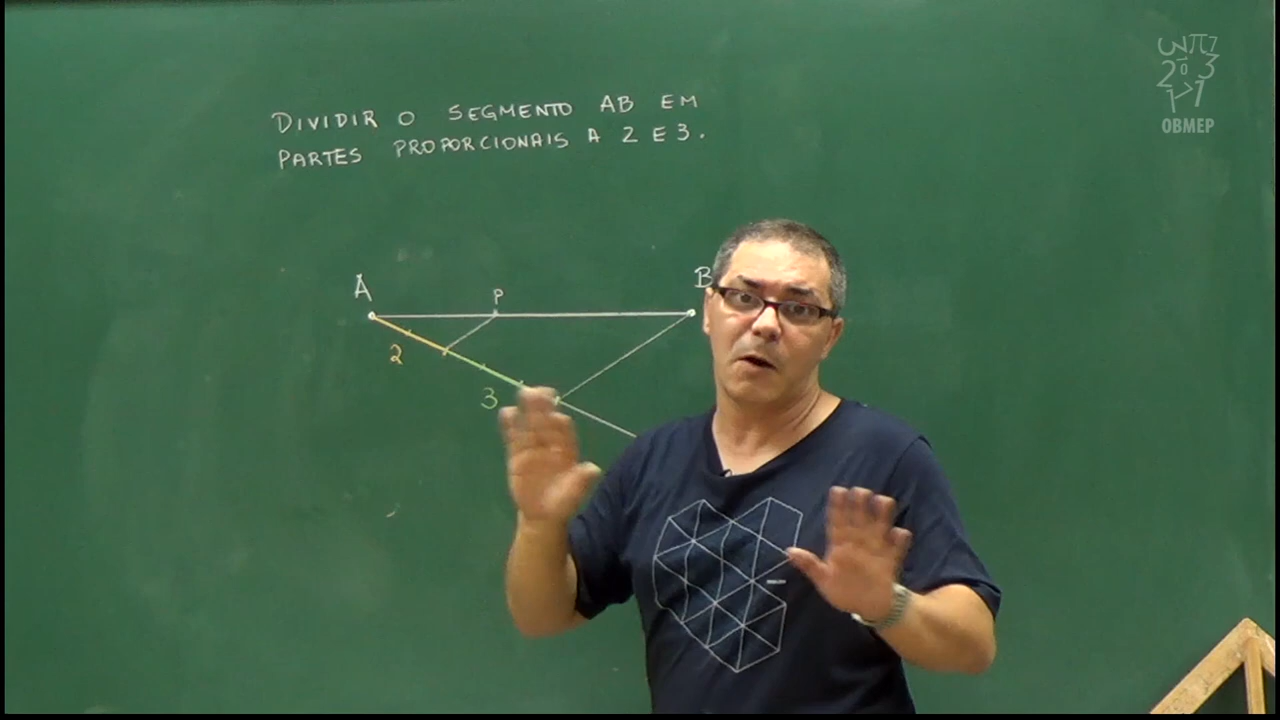 DIVIDIR O SEGMENTO AB EM
PARTES PROPORCIONAIS A 2 E 3.
A
P
B
2
3
OBMEP